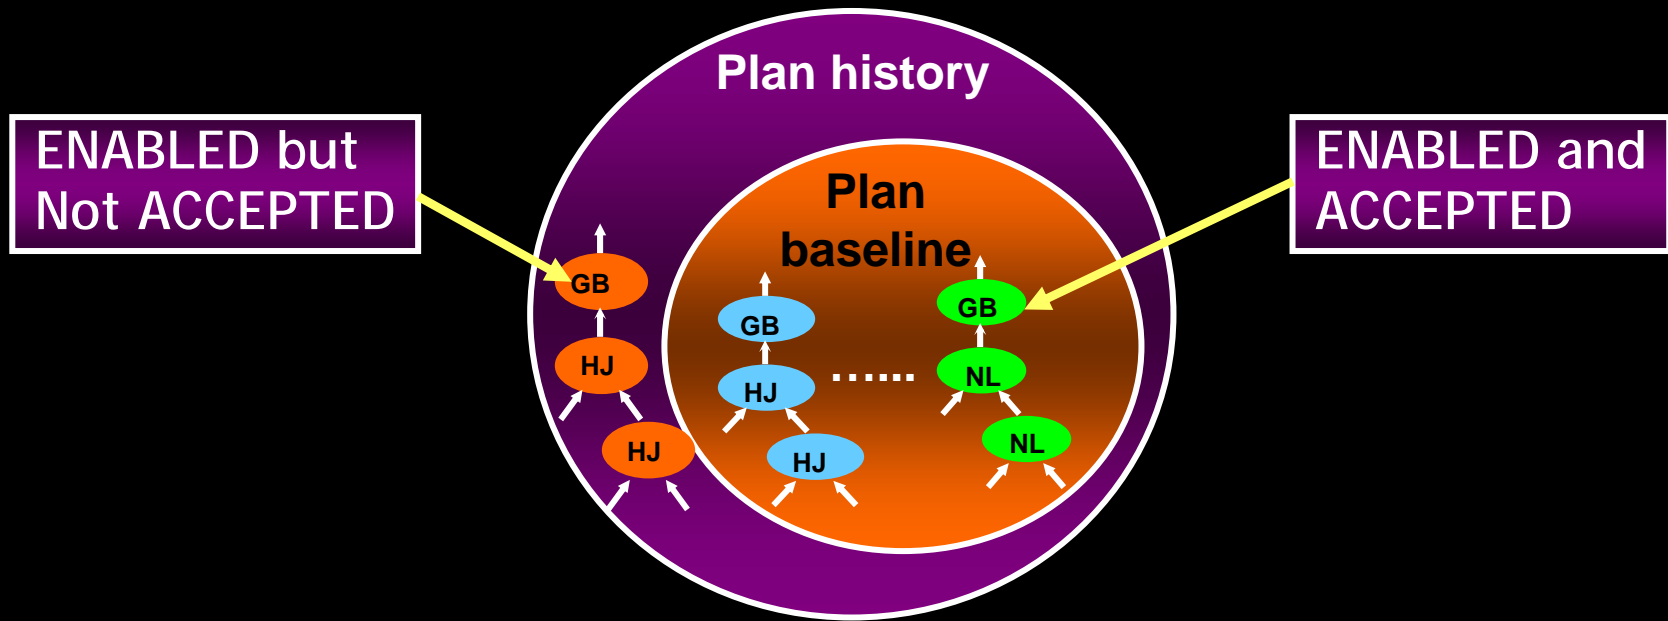 Plan history
ENABLED but
Not ACCEPTED
ENABLED and
ACCEPTED
Plan
baseline
GB
HJ
HJ
GB
HJ
HJ
......
GB
NL
NL